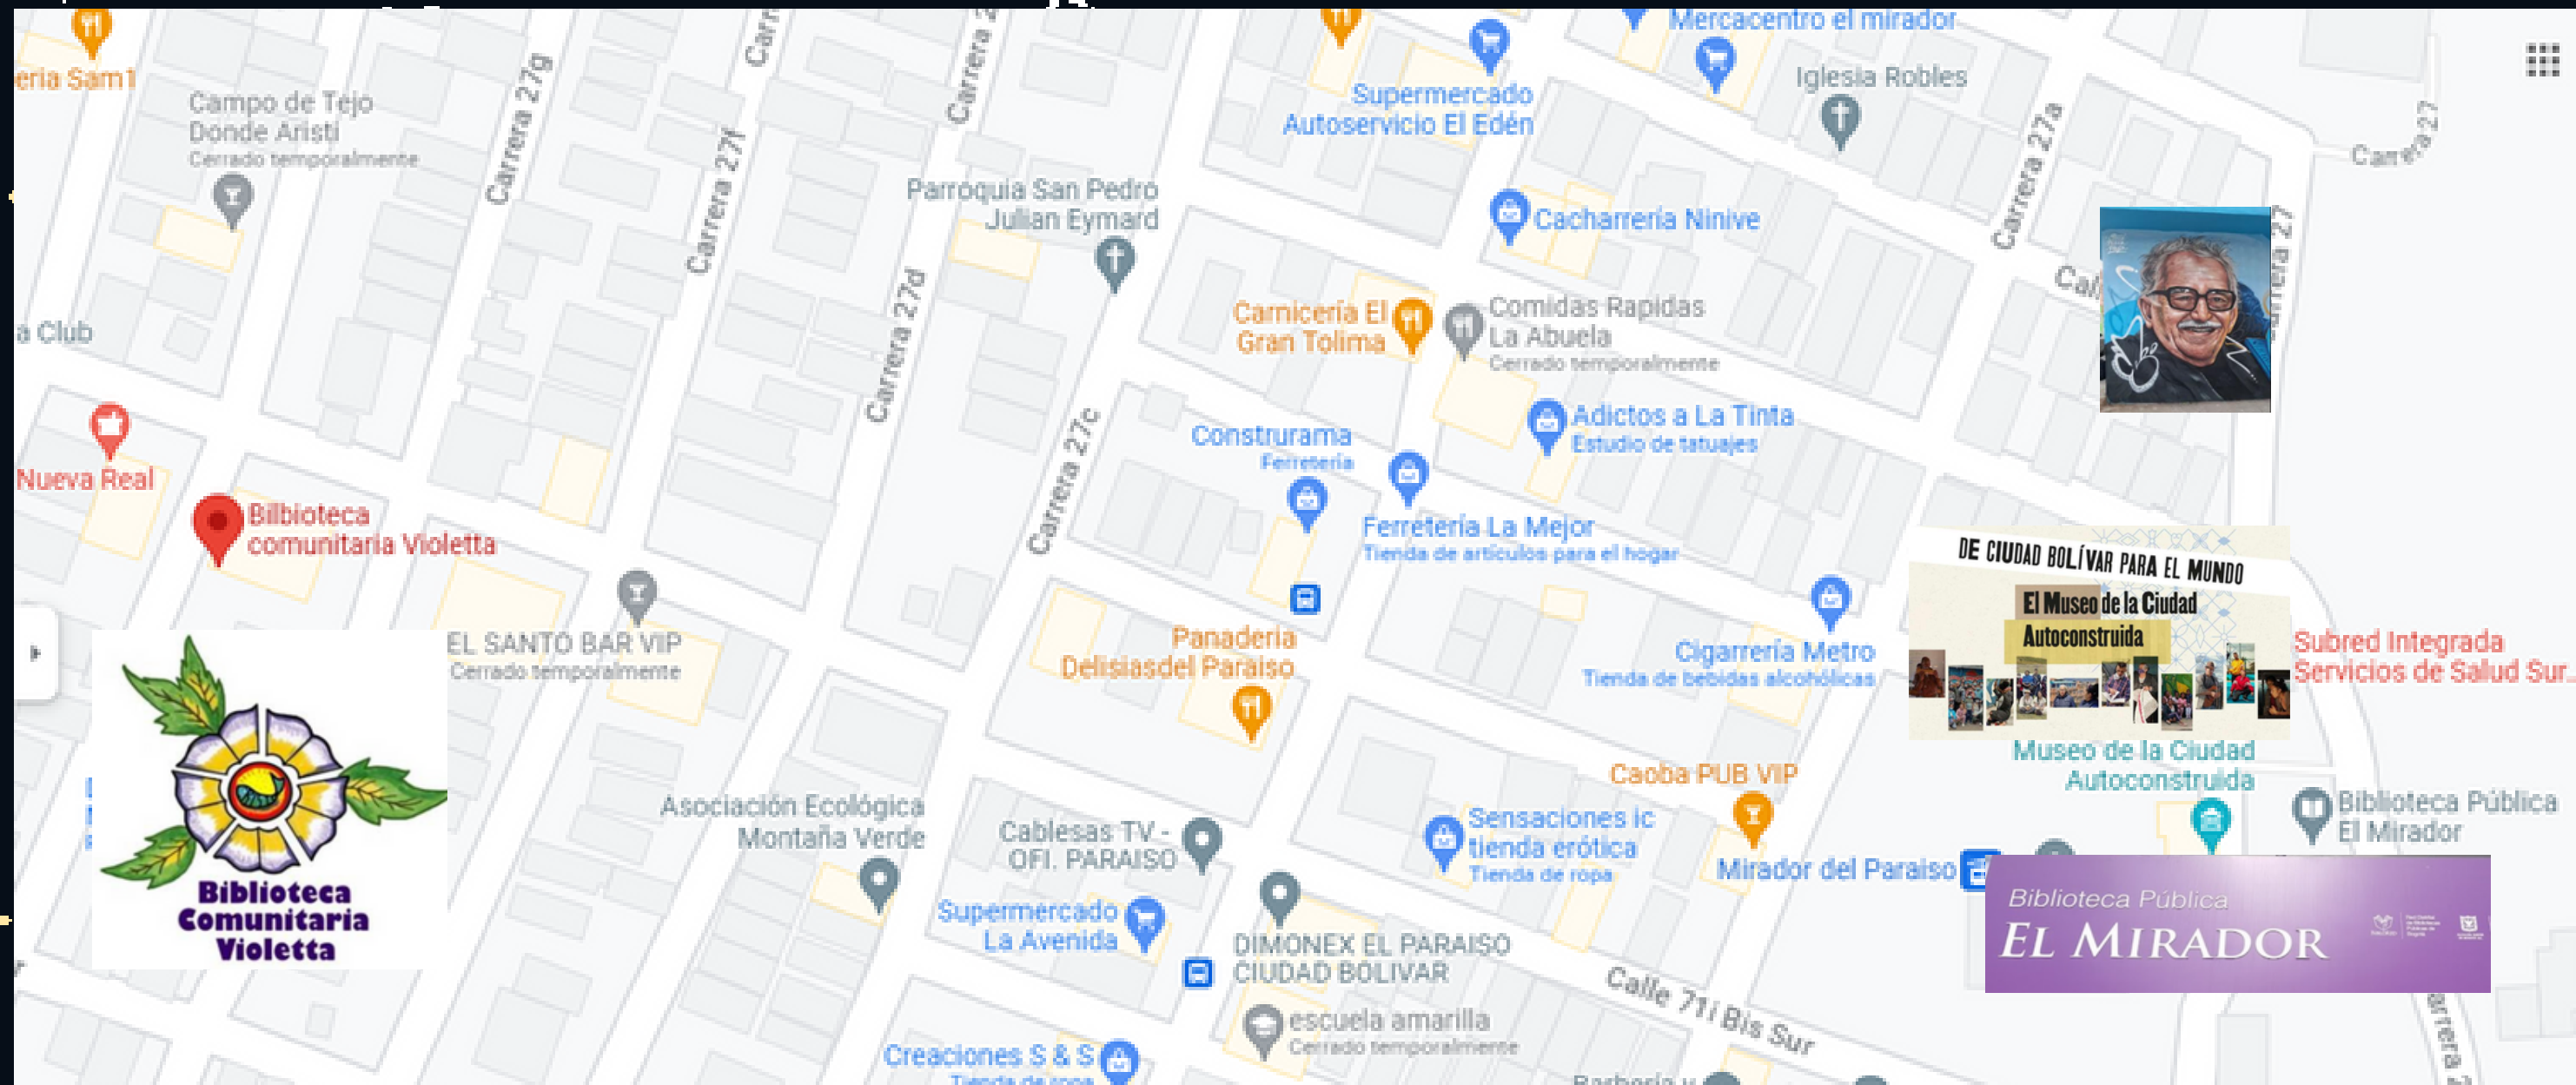 Mercacentro el mirador
eria Sam1
Campo de Tejo
Donde Aristi
Cerrado temporalmente
Carrera 27g
Carrera 27f
Carrera
Supermercado
Autoservicio El Edén
Iglesia Robles
Carrera 27a
Carrera 27
Carrera 27
Parroquia San Pedro
Julian Eymard
Cacharrería Ninive
a Club
Carrera 27d
Carnicería El
Gran Tolima
Comidas Rapidas
La Abuela
Cerrado temporalmente
Carrera 27c
Construrama
Ferretería
Adictos a La Tinta
Estudio de tatuajes
Nueva Real
Bilbioteca
comunitaria Violetta
Ferretería La Mejor
Tienda de artículos para el hogar
DE CIUDAD BOLÍVAR PARA EL MUNDO
El Museo de la Ciudad
Autoconstruida
EL SANTO BAR VIP
Cerrado temporalmente
Panaderia
Delisiasdel Paraiso
Cigarrería Metro
Tienda de bebidas alcohólicas
Subred Integrada
Servicios de Salud Sur...
Museo de la Ciudad
Autoconstruida
Caoba PUB VIP
Asociación Ecológica
Montaña Verde
Cablesas TV -
OFI. PARAISO
Sensaciones ic
tienda erótica
Tienda de ropa
Biblioteca Pública
El Mirador
Mirador del Paraiso
Biblioteca
Comunitaria
Violetta
Supermercado
La Avenida
DIMONEX EL PARAISO
CIUDAD BOLIVAR
Biblioteca Pública
EL MIRADOR
Calle 71i Bis Sur
escuela amarilla
Cerrado temporalmente
Creaciones S & S
Tienda de ropa